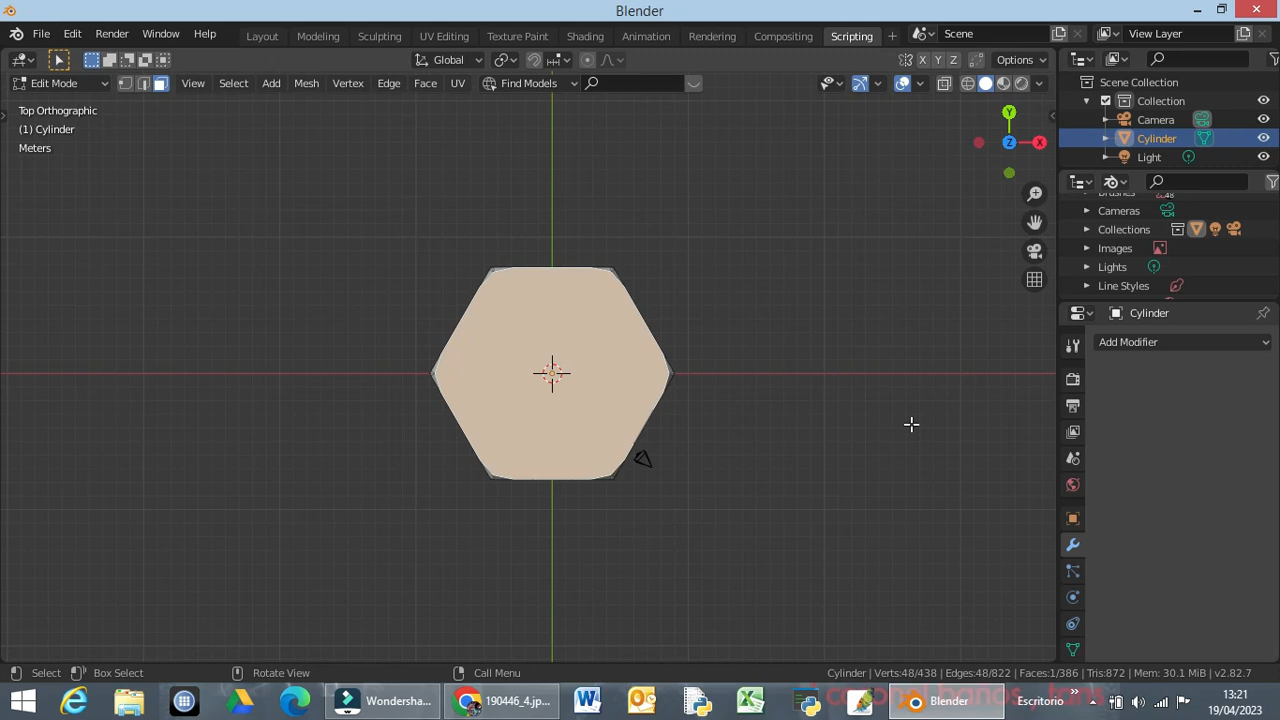 Blender
File Edit Render Window Help
Layout Modeling Sculpting UV Editing Texture Paint Shading Animation Rendering Compositing Scripting +
Scene View Layer
Global X Y Z Options
Edit Mode View Select Add Mesh Vertex Edge Face UV Find Models
Top Orthographic
(1) Cylinder
Meters
Y
Z X
Scene Collection
Collection
Camera
Cylinder
Light
Brushes 48
Cameras
Collections
Images
Lights
Line Styles
Cylinder
Add Modifier
Select Box Select Rotate View Call Menu
Cylinder | Verts:48/438 | Edges:48/822 | Faces:1/386 | Tris:872 | Mem: 30.1 MiB | v2.82.7
Wondersha... 190446_4.jp... Blender Escritorio
13:21
19/04/2023